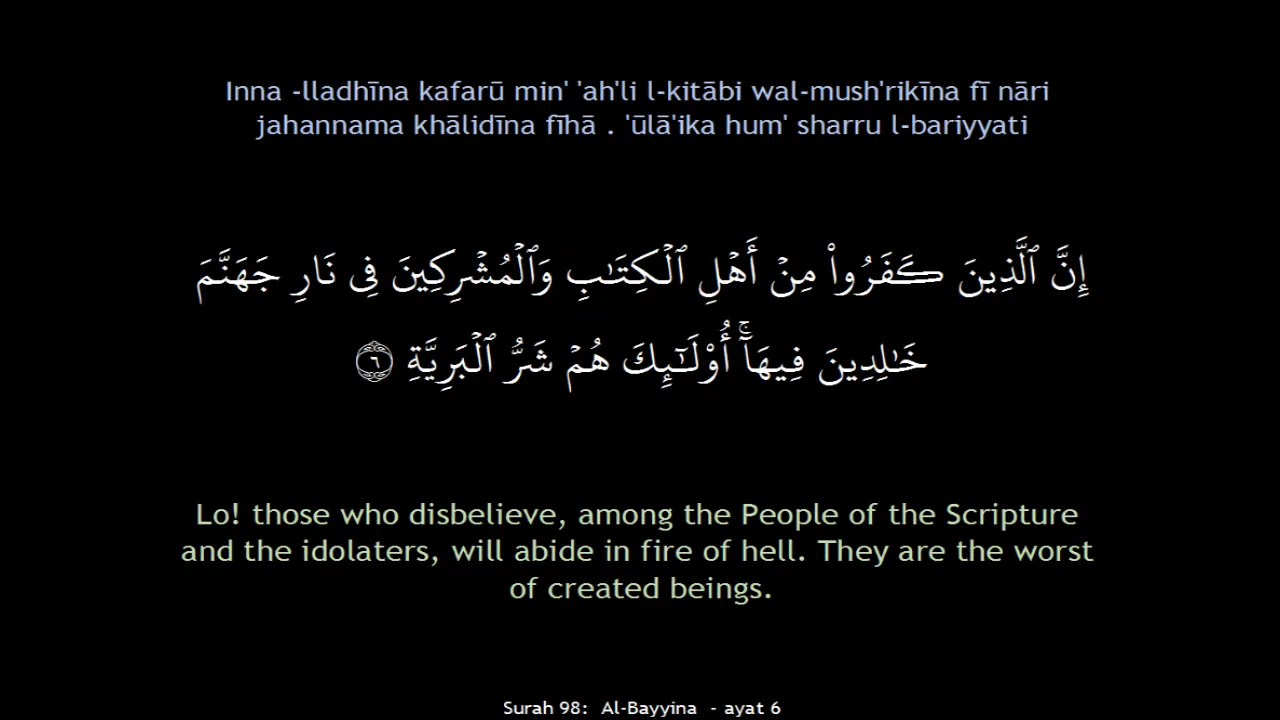 Inna -lladhīna kafarū min' 'ah'li l-kitābi wal-mush'rikīna fī nāri
jahannama khālidīna fīhā . 'ūlā'ika hum' sharru l-bariyyati
إِنَّ ٱلَّذِينَ كَفَرُوا۟ مِنۡ أَهۡلِ ٱلۡكِتَـٰبِ وَٱلۡمُشۡرِكِينَ فِى نَارِ جَهَنَّمَ
خَـٰلِدِينَ فِيهَآ‌ۚ أُوْلَـٰٓئِكَ هُمۡ شَرُّ ٱلۡبَرِيَّةِ ٦
Lo! those who disbelieve, among the People of the Scripture
and the idolaters, will abide in fire of hell. They are the worst
of created beings.
Surah 98:  Al-Bayyina  - ayat 6